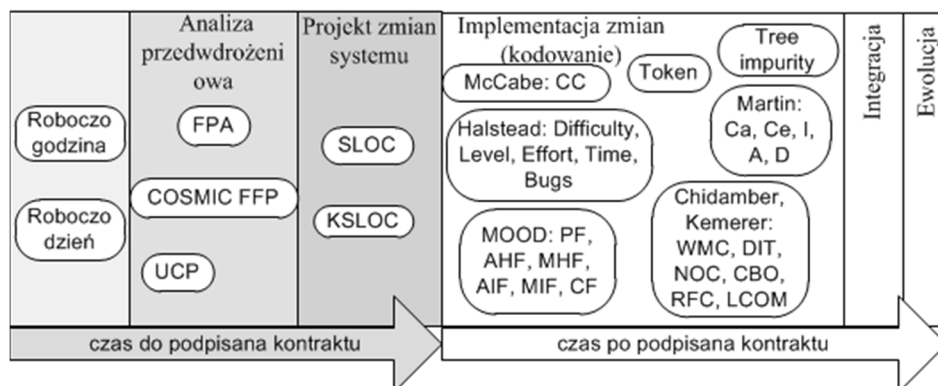 Roboczo
godzina
Roboczo
dzień
Analiza
przedwdrożeni
owa
FPA
COSMIC FFP
UCP
Projekt zmian
systemu
SLOC
KSLOC
Implementacja zmian
(kodowanie)
McCabe: CC
Token
Tree
impurity
Halstead: Difficulty,
Level, Effort, Time,
Bugs
Martin:
Ca, Ce, I,
A, D
MOOD: PF,
AHF, MHF,
AIF, MIF, CF
Chidamber,
Kemerer:
WMC, DIT,
NOC, CBO,
RFC, LCOM
Integracja
Ewolucja
czas do podpisana kontraktu
czas po podpisana kontraktu